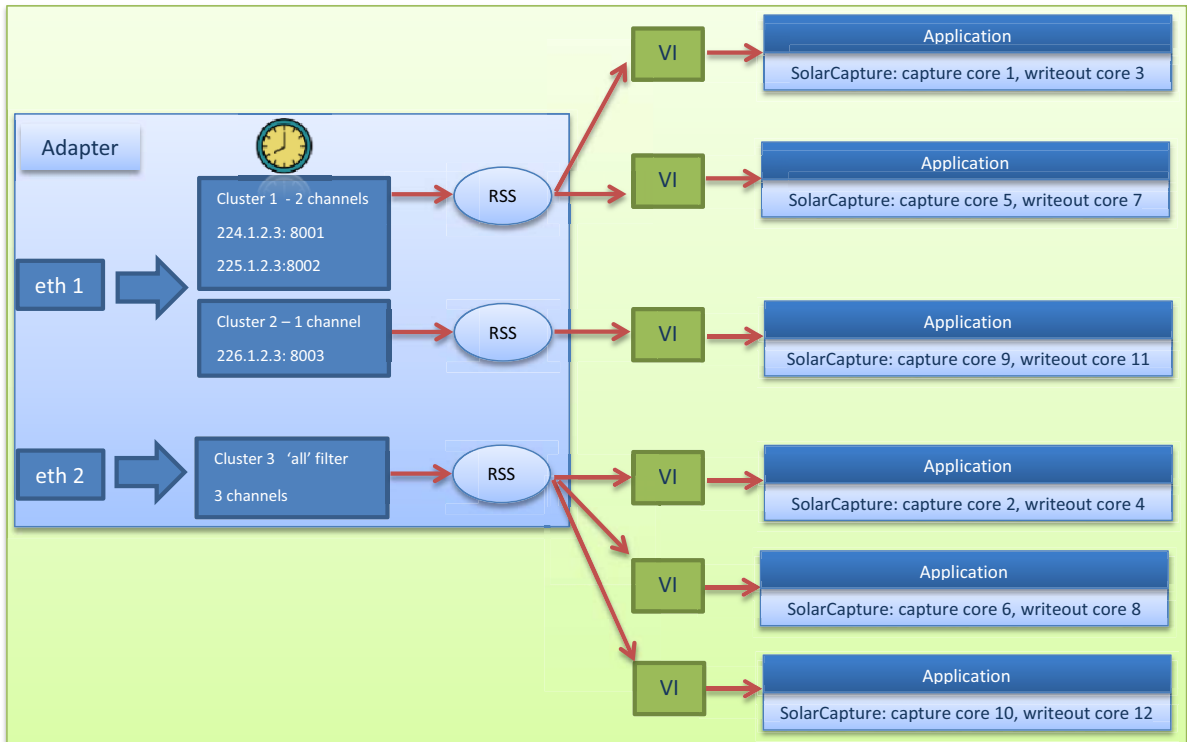 VI
Application
SolarCapture: capture core 1, writeout core 3
Adapter
Cluster 1  - 2 channels
224.1.2.3: 8001
225.1.2.3:8002
RSS
VI
Application
SolarCapture: capture core 5, writeout core 7
eth 1
Cluster 2 – 1 channel
226.1.2.3: 8003
RSS
VI
Application
SolarCapture: capture core 9, writeout core 11
eth 2
Cluster 3   ‘all’ filter
3 channels
RSS
VI
Application
SolarCapture: capture core 2, writeout core 4
VI
Application
SolarCapture: capture core 6, writeout core 8
VI
Application
SolarCapture: capture core 10, writeout core 12